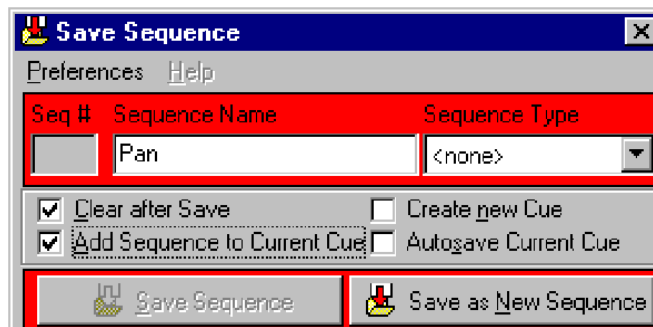 Save Sequence
Preferences Help
Seq # Sequence Name Sequence Type
Pan <none>
Clear after Save Create new Cue
Add Sequence to Current Cue Autosave Current Cue
Save Sequence Save as New Sequence